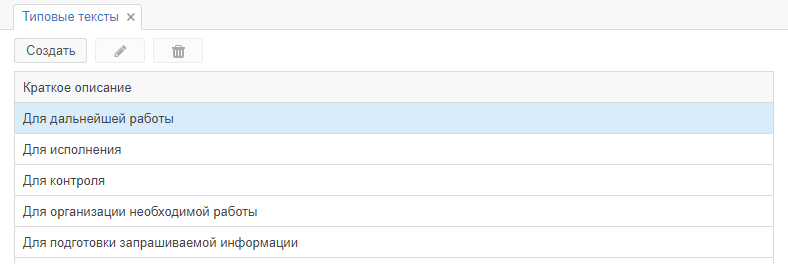 Типовые тексты
Создать
Краткое описание
Для дальнейшей работы
Для исполнения
Для контроля
Для организации необходимой работы
Для подготовки запрашиваемой информации